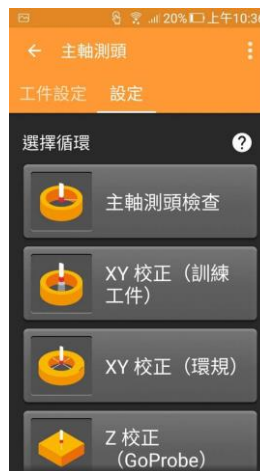 20% 上午10:36
主軸測頭
工件設定 設定
選擇循環
主軸測頭檢查
XY 校正（訓練
工件）
XY 校正（環規）
Z 校正
（GoProbe）